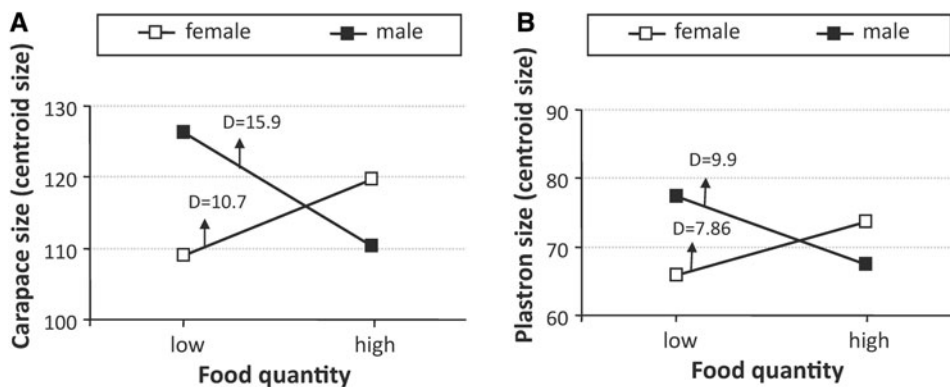 A
female male
Carapace size (centroid size)
130
120
110
100
D=15.9
D=10.7
low high
Food quantity
B
female male
Plastron size (centroid size)
90
80
70
60
D=9.9
D=7.86
low high
Food quantity